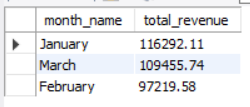 month_name total_revenue
January 116292.11
March 109455.74
February 97219.58